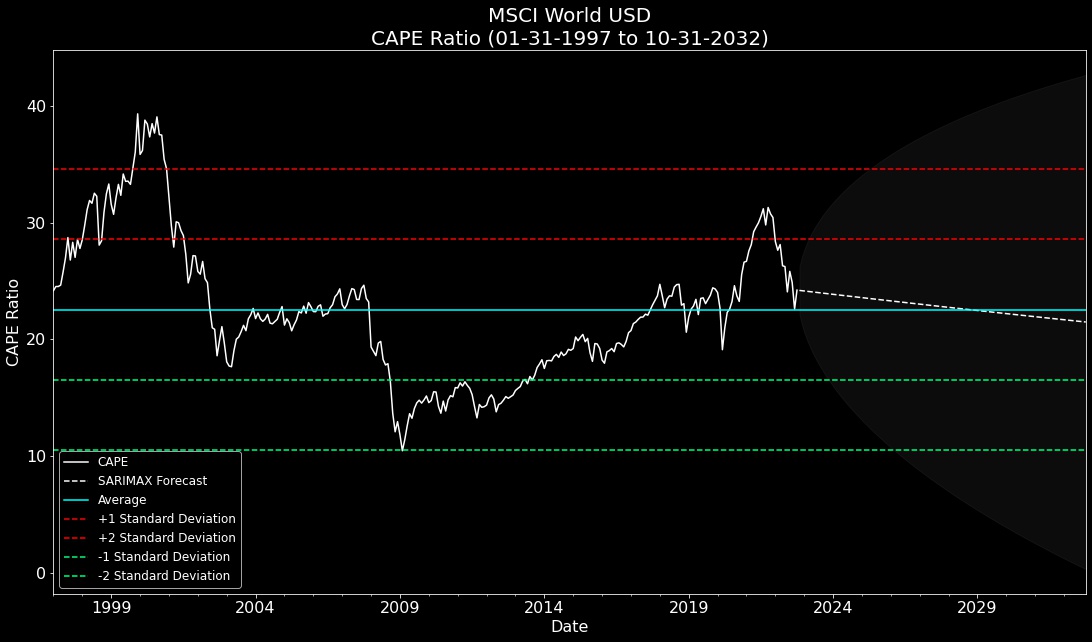 MSCI World USD
CAPE Ratio (01-31-1997 to 10-31-2032)
CAPE Ratio
40
30
20
10
0
CAPE
SARIMAX Forecast
Average
+1 Standard Deviation
+2 Standard Deviation
-1 Standard Deviation
-2 Standard Deviation
1999 2004 2009 2014 2019 2024 2029
Date